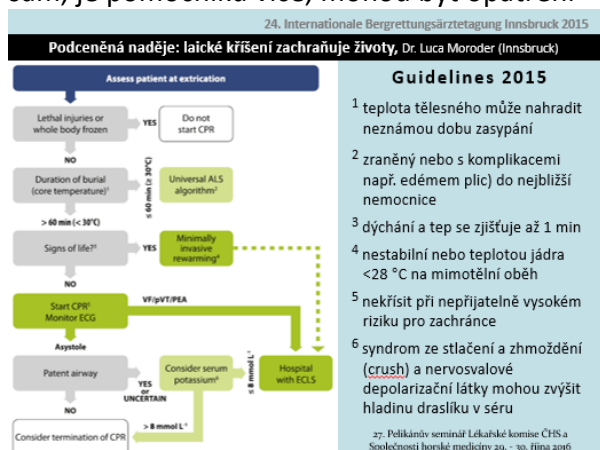 sám, je pomocníků více, mohou být opatření
24. Internationale Bergrettungsärztetagung Innsbruck 2015
Podceněná naděje: laické kříšení zachraňuje životy, Dr. Luca Moroder (Innsbruck)
Assess patient at extrication
Lethal injuries or
whole body frozen
YES
Do not
start CPR
NO
Duration of burial
(core temperature)¹
≤ 60 min (≥ 30°C)
Universal ALS
algorithm²
> 60 min (< 30°C)
Signs of life?³
YES
Minimally
invasive
rewarming⁴
NO
Start CPR⁵
Monitor ECG
VF/pVT/PEA
Asystole
Patent airway
YES
or
UNCERTAIN
Consider serum
potassium⁶
≤ 8 mmol L⁻¹
Hospital
with ECLS
NO
> 8 mmol L⁻¹
Consider termination of CPR
Guidelines 2015
¹ teplota tělesného může nahradit
neznámou dobu zasypání
² zraněný nebo s komplikacemi
např. edémem plic) do nejbližší
nemocnice
³ dýchání a tep se zjišťuje až 1 min
⁴ nestabilní nebo teplotou jádra
<28 °C na mimotělní oběh
⁵ nekřísit při nepřijatelně vysokém
riziku pro zachránce
⁶ syndrom ze stlačení a zhmoždění
(crush) a nervosvalové
depolarizační látky mohou zvýšit
hladinu draslíku v séru
27. Pelikánův seminář Lékařské komise ČHS a
Společnosti horské medicíny 29. - 30. října 2016